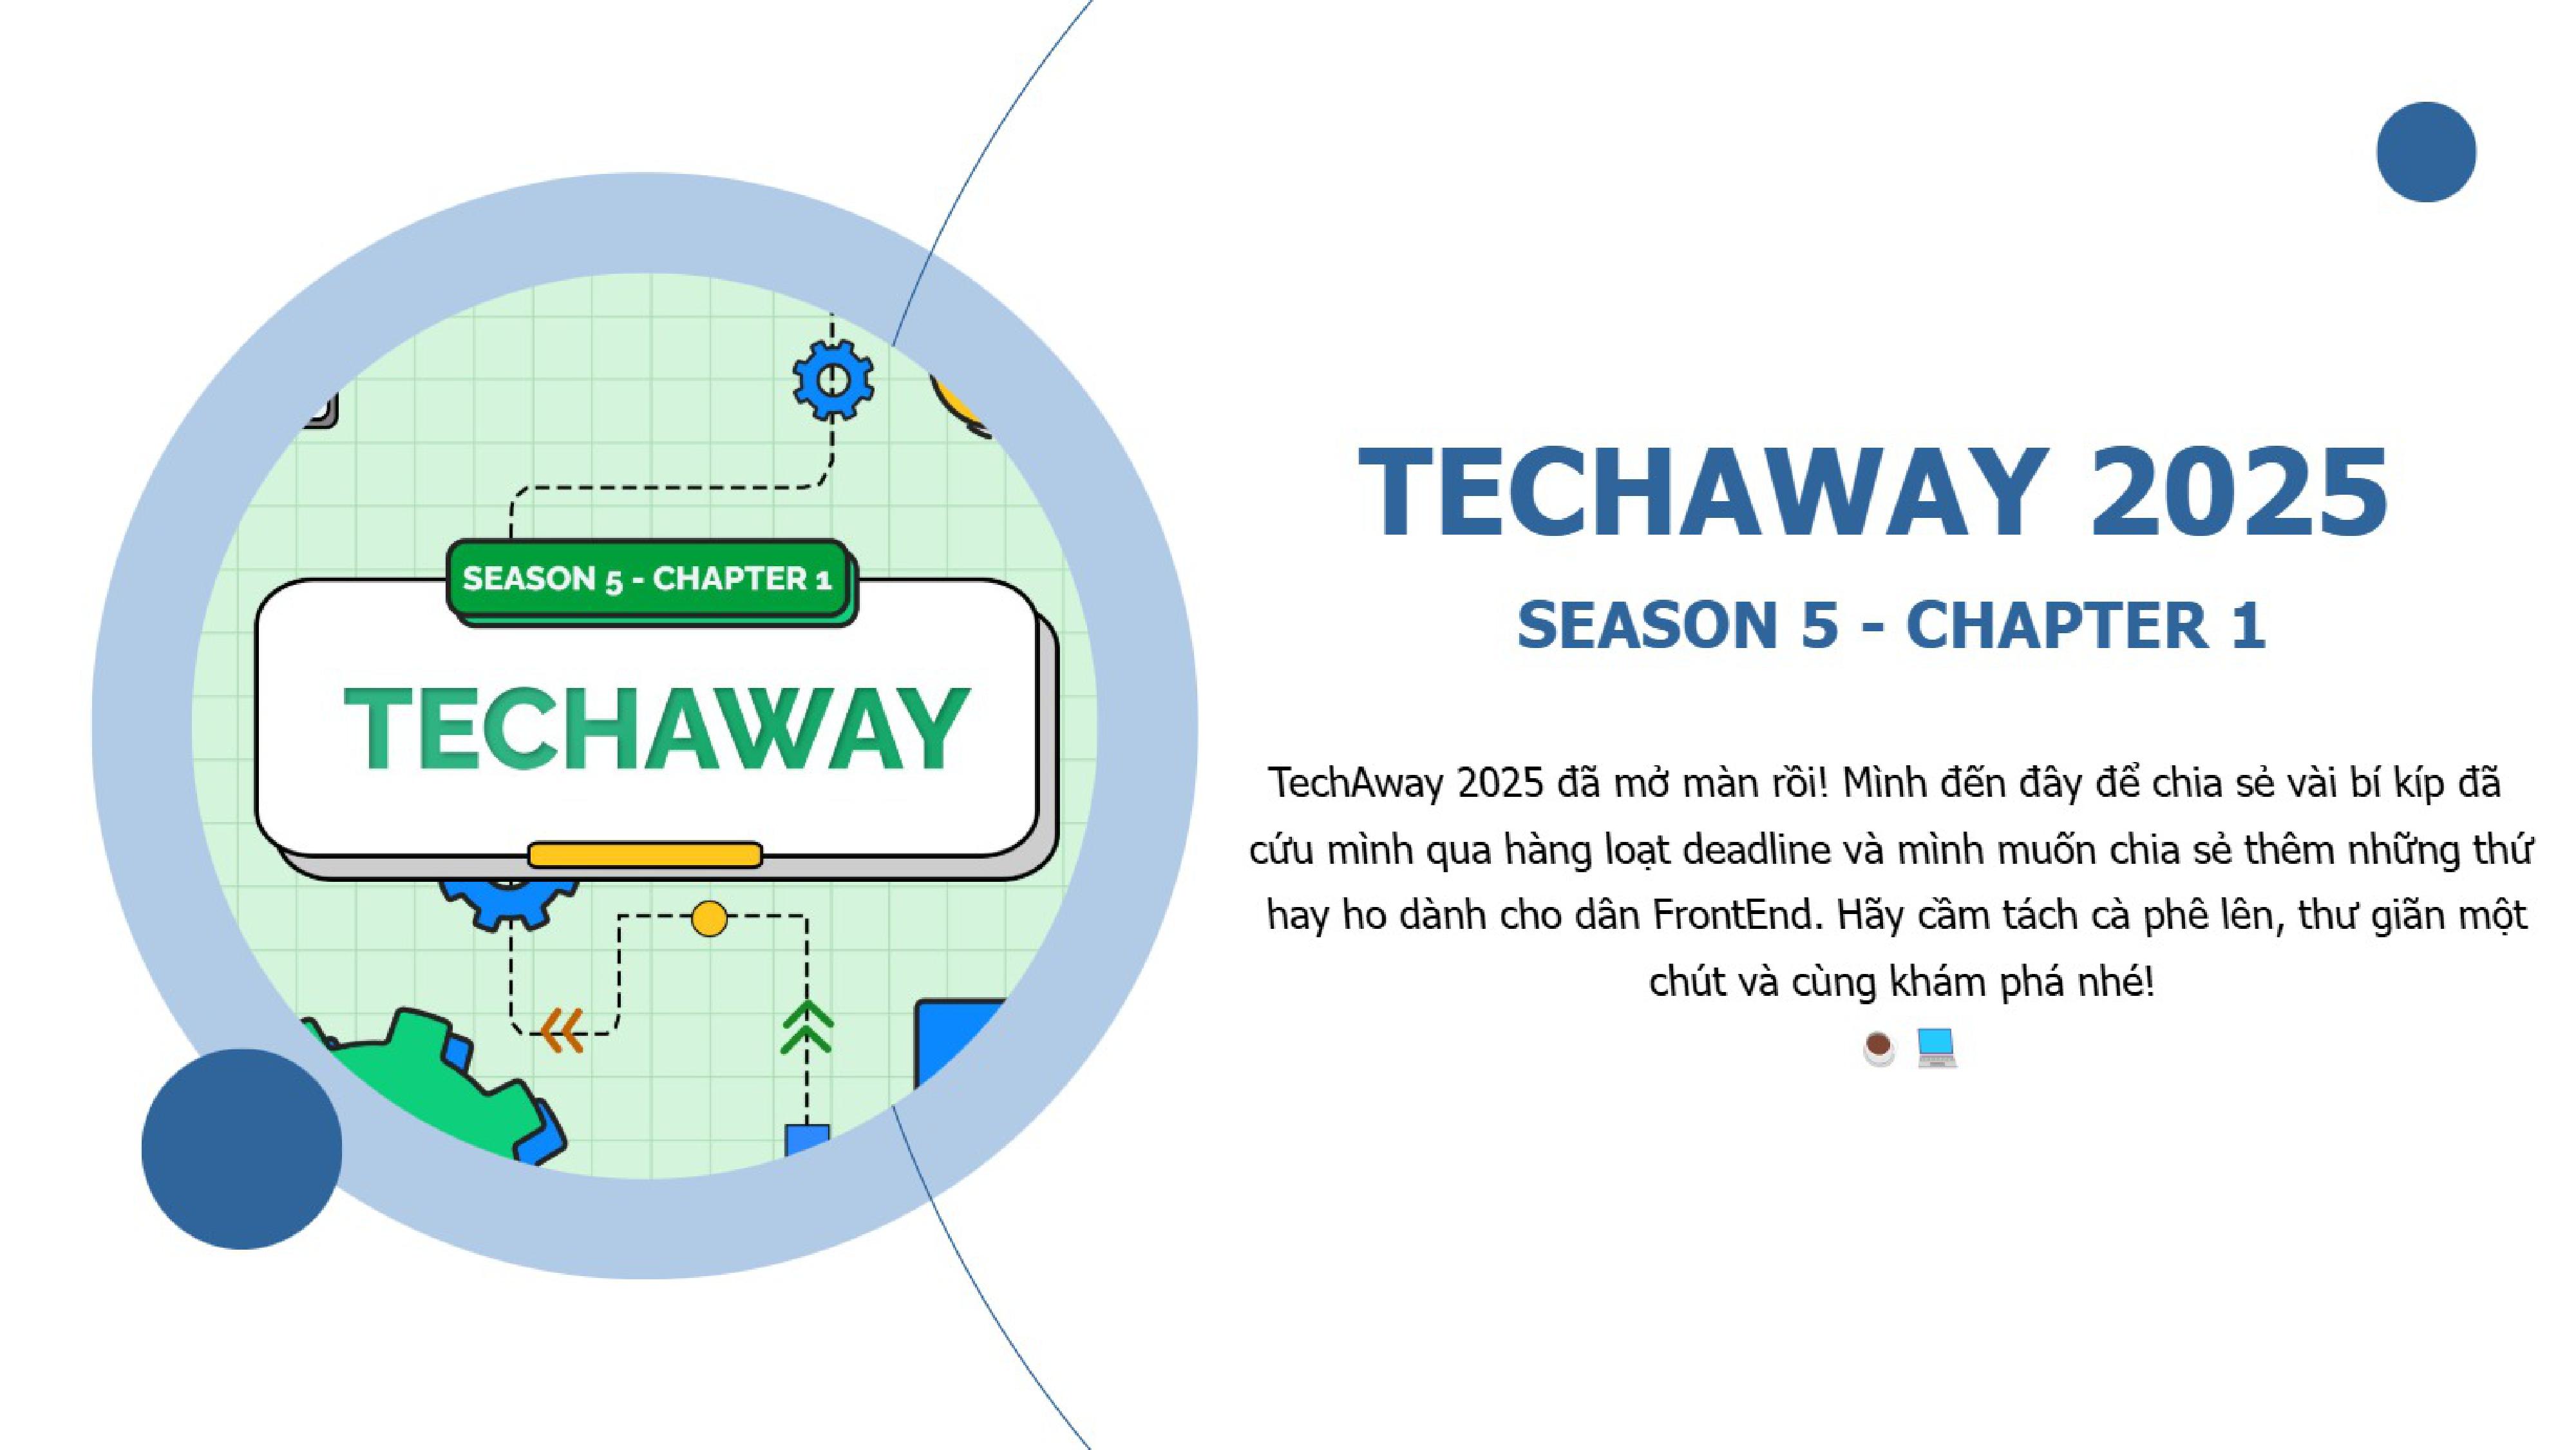 SEASON 5 - CHAPTER 1
TECHAWAY
TECHAWAY 2025
SEASON 5 - CHAPTER 1
TechAway 2025 đã mở màn rồi! Mình đến đây để chia sẻ vài bí kíp đã
cứu mình qua hàng loạt deadline và mình muốn chia sẻ thêm những thứ
hay ho dành cho dân FrontEnd. Hãy cầm tách cà phê lên, thư giãn một
chút và cùng khám phá nhé!